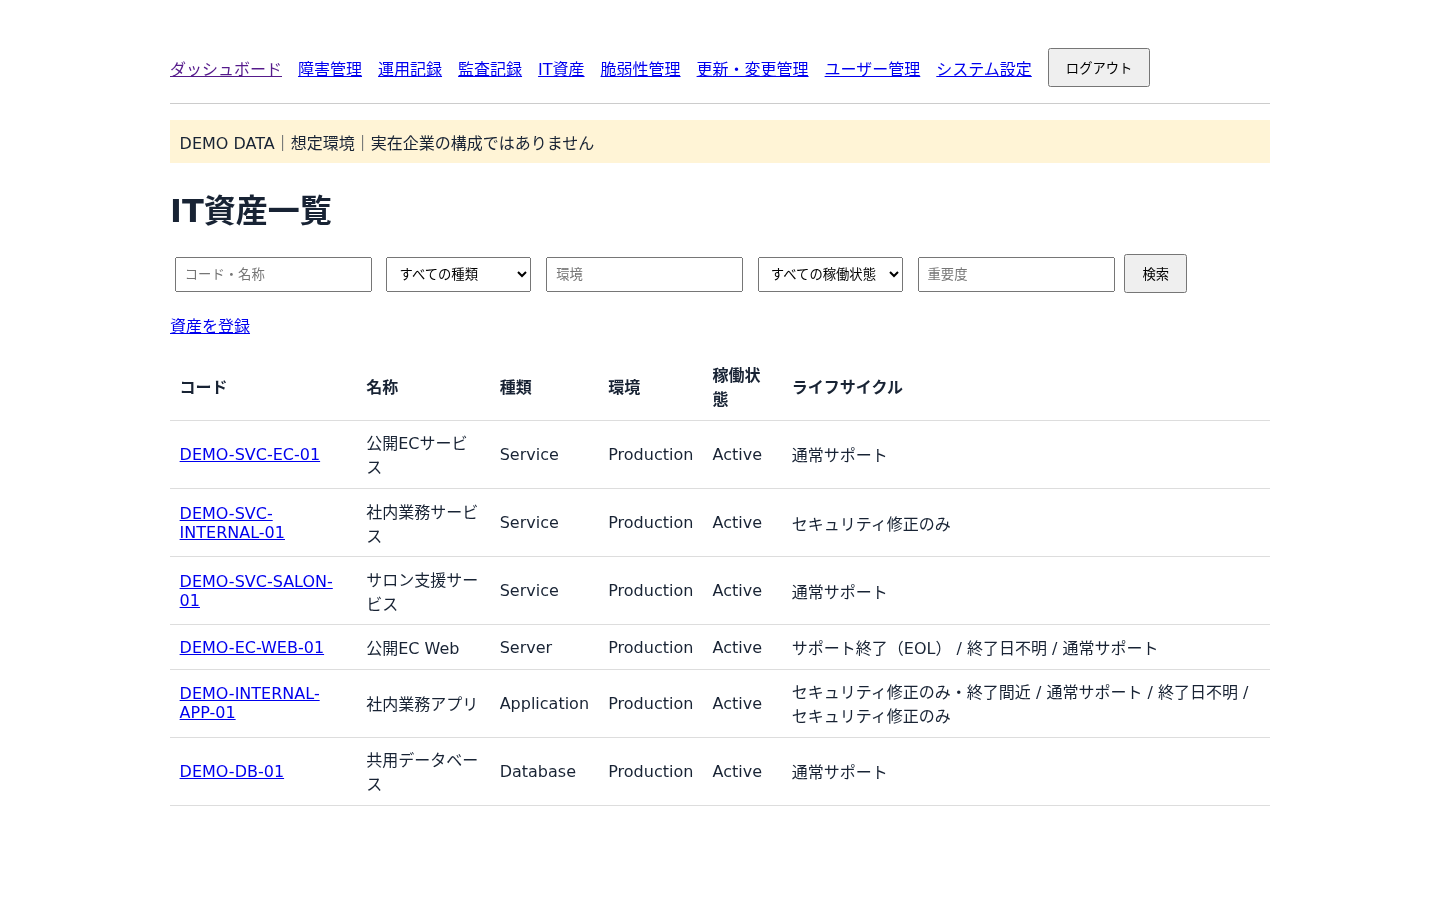 ダッシュボード 障害管理 運用記録 監査記録 IT資産 脆弱性管理 更新・変更管理 ユーザー管理 システム設定 ログアウト
DEMO DATA｜想定環境｜実在企業の構成ではありません
IT資産一覧
コード・名称 すべての種類 環境 すべての稼働状態 重要度 検索
資産を登録
コード 名称 種類 環境 稼働状
態 ライフサイクル
DEMO-SVC-EC-01 公開ECサービ
ス Service Production Active 通常サポート
DEMO-SVC-
INTERNAL-01 社内業務サービ
ス Service Production Active セキュリティ修正のみ
DEMO-SVC-SALON-
01 サロン支援サー
ビス Service Production Active 通常サポート
DEMO-EC-WEB-01 公開EC Web Server Production Active サポート終了（EOL） / 終了日不明 / 通常サポート
DEMO-INTERNAL-
APP-01 社内業務アプリ Application Production Active セキュリティ修正のみ・終了間近 / 通常サポート / 終了日不明 /
セキュリティ修正のみ
DEMO-DB-01 共用データベー
ス Database Production Active 通常サポート